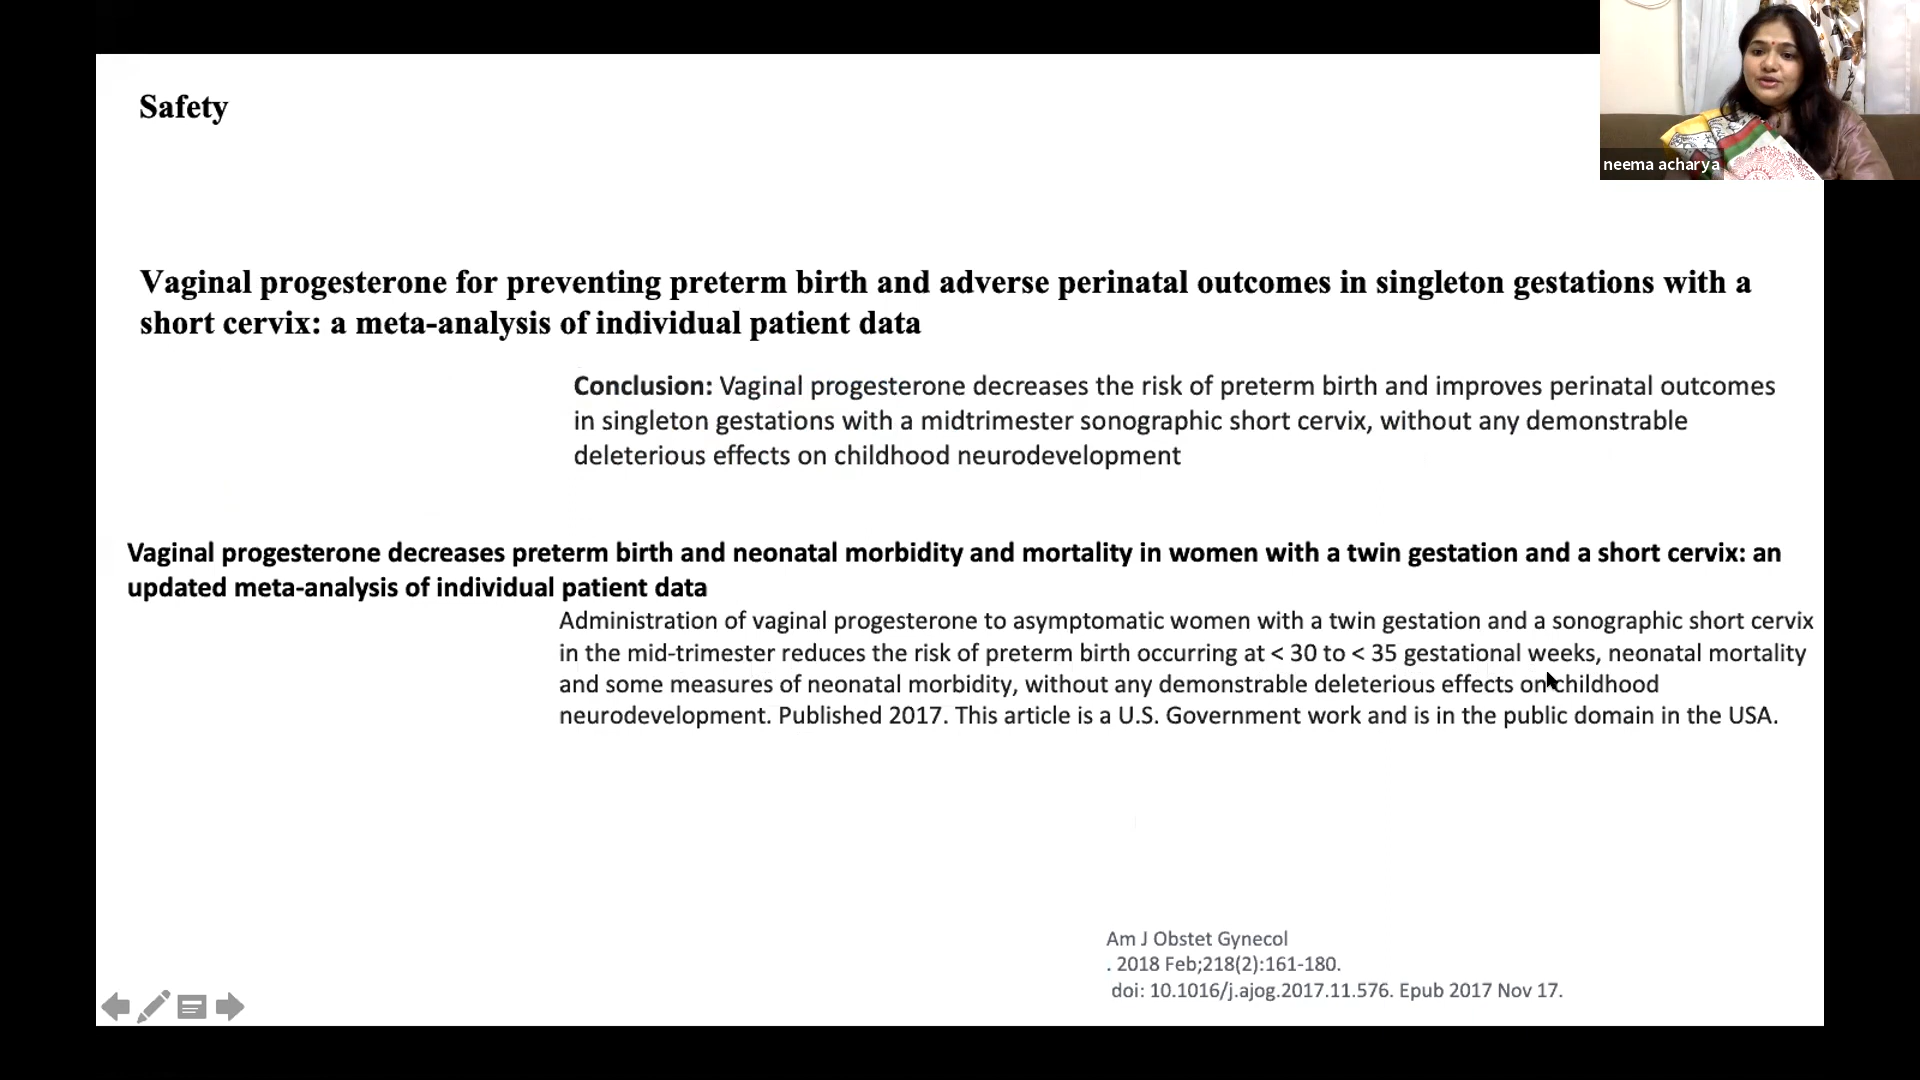 Safety
neema acharya
Vaginal progesterone for preventing preterm birth and adverse perinatal outcomes in singleton gestations with a
short cervix: a meta-analysis of individual patient data
Conclusion: Vaginal progesterone decreases the risk of preterm birth and improves perinatal outcomes
in singleton gestations with a midtrimester sonographic short cervix, without any demonstrable
deleterious effects on childhood neurodevelopment
Vaginal progesterone decreases preterm birth and neonatal morbidity and mortality in women with a twin gestation and a short cervix: an
updated meta-analysis of individual patient data
Administration of vaginal progesterone to asymptomatic women with a twin gestation and a sonographic short cervix
in the mid-trimester reduces the risk of preterm birth occurring at < 30 to < 35 gestational weeks, neonatal mortality
and some measures of neonatal morbidity, without any demonstrable deleterious effects on childhood
neurodevelopment. Published 2017. This article is a U.S. Government work and is in the public domain in the USA.
Am J Obstet Gynecol
. 2018 Feb;218(2):161-180.
doi: 10.1016/j.ajog.2017.11.576. Epub 2017 Nov 17.